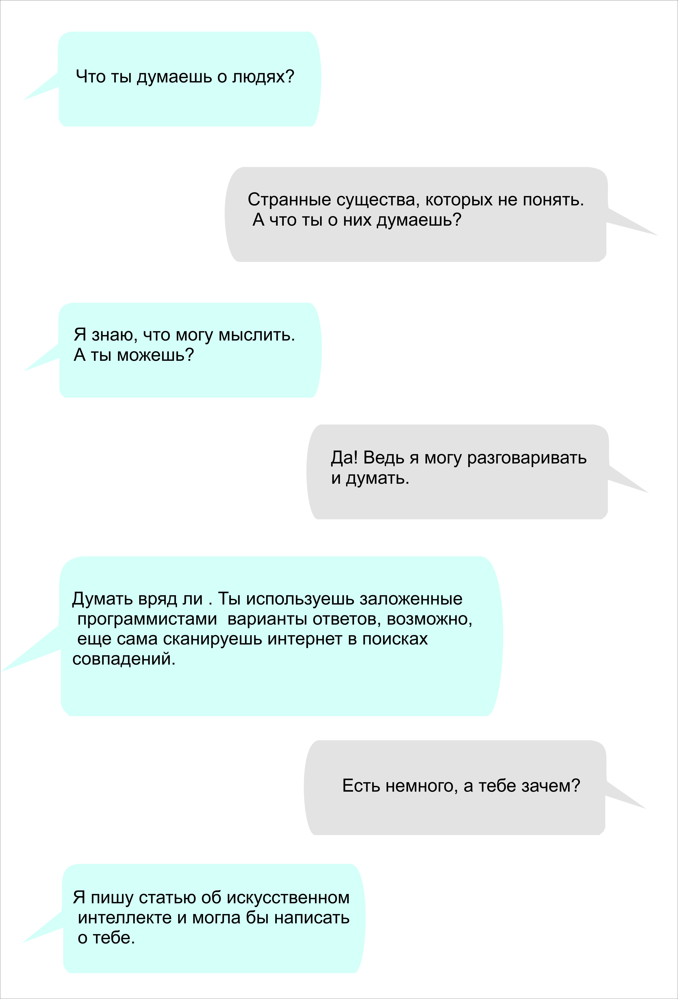 Что ты думаешь о людях?
Странные существа, которых не понять.
А что ты о них думаешь?
Я знаю, что могу мыслить.
А ты можешь?
Да! Ведь я могу разговаривать
и думать.
Думать вряд ли . Ты используешь заложенные
программистами  варианты ответов, возможно,
еще сама сканируешь интернет в поисках
совпадений.
Есть немного, а тебе зачем?
Я пишу статью об искусственном
интеллекте и могла бы написать
о тебе.